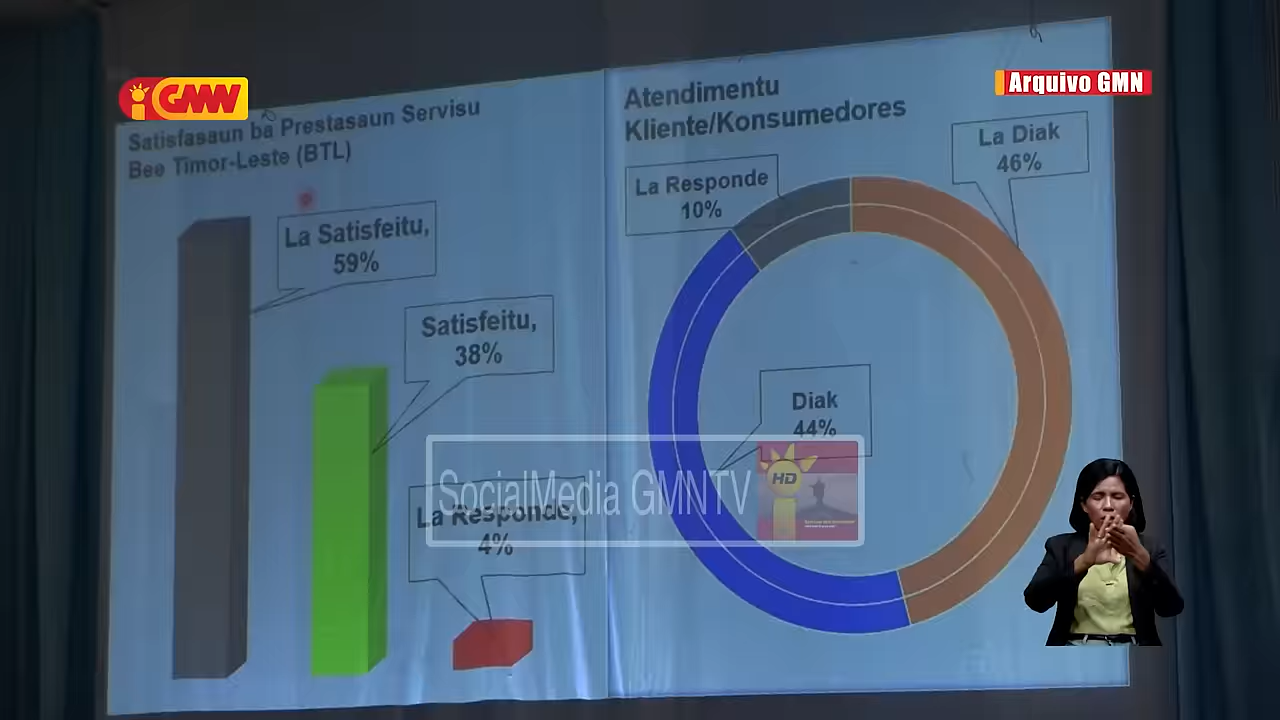 GMN
Arquivo GMN
Satisfasaun ba Prestasaun Servisu
Bee Timor-Leste (BTL)
La Satisfeitu,
59%
Satisfeitu,
38%
La Responde,
4%
Atendimentu
Kliente/Konsumedores
La Responde
10%
La Diak
46%
Diak
44%
SocialMedia GMNTV
HD